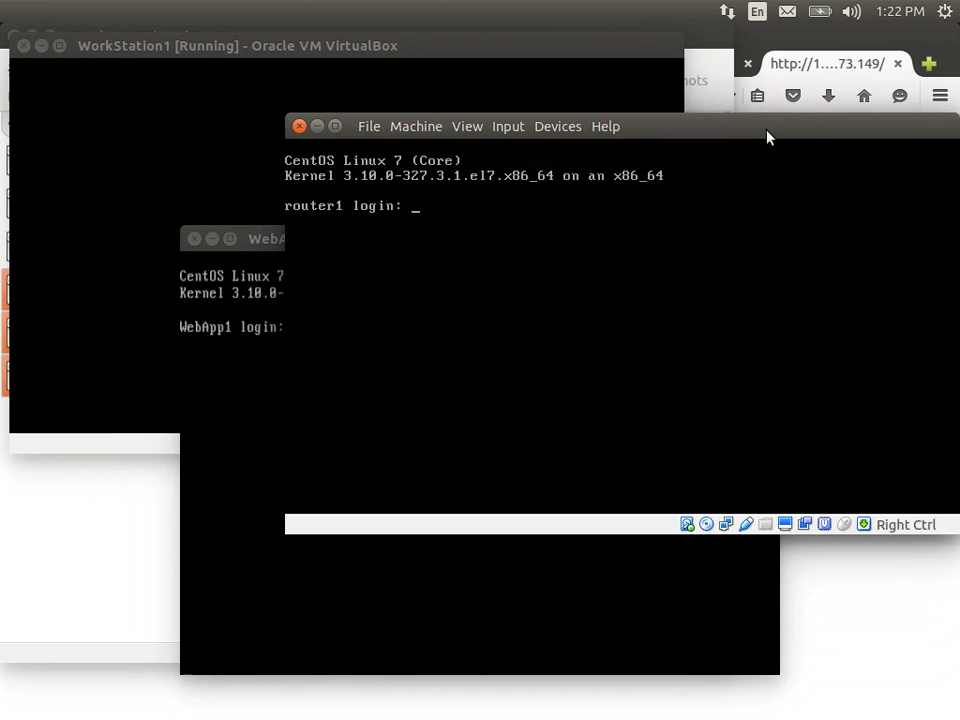 En
1:22 PM
WorkStation1 [Running] - Oracle VM VirtualBox
http://1....73.149/
File Machine View Input Devices Help
CentOS Linux 7 (Core)
Kernel 3.10.0-327.3.1.el7.x86_64 on an x86_64
router1 login: _
WebA
CentOS Linux 7
Kernel 3.10.0-
WebApp1 login:
Right Ctrl